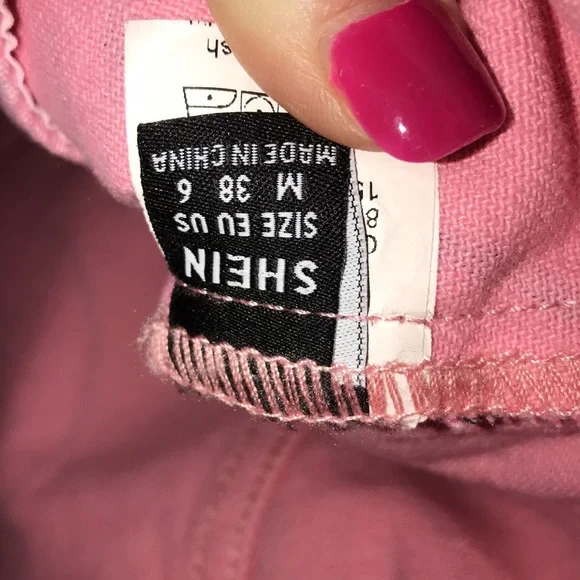 SHEIN
SIZE EU US
M 38 6
MADE IN CHINA